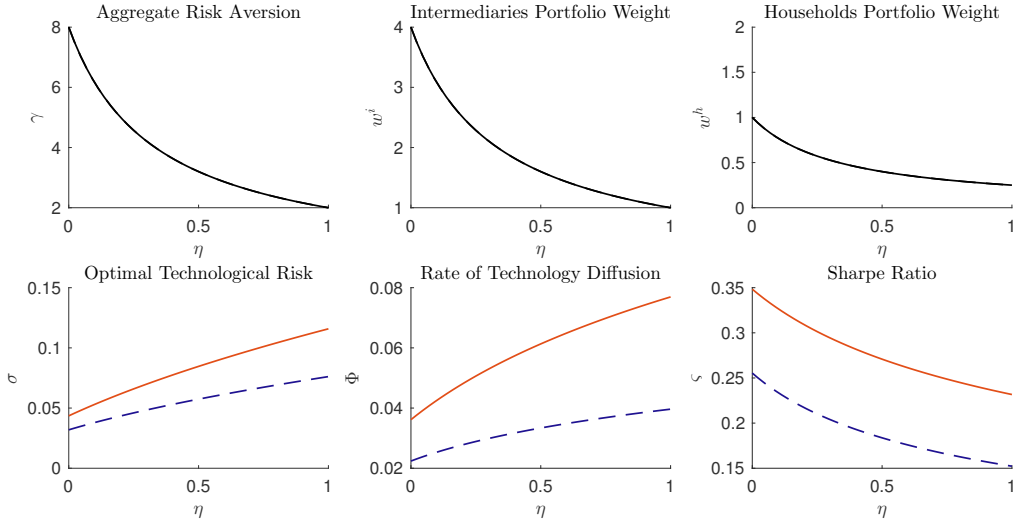 Aggregate Risk Aversion
8
6
4
2
γ
0 0.5 1
η
Intermediaries Portfolio Weight
4
3
2
1
w^i
0 0.5 1
η
Households Portfolio Weight
2
1.5
1
0.5
0
w^h
0 0.5 1
η
Optimal Technological Risk
0.15
0.1
0.05
0
σ
0 0.5 1
η
Rate of Technology Diffusion
0.08
0.06
0.04
0.02
Φ
0 0.5 1
η
Sharpe Ratio
0.35
0.3
0.25
0.2
0.15
ς
0 0.5 1
η